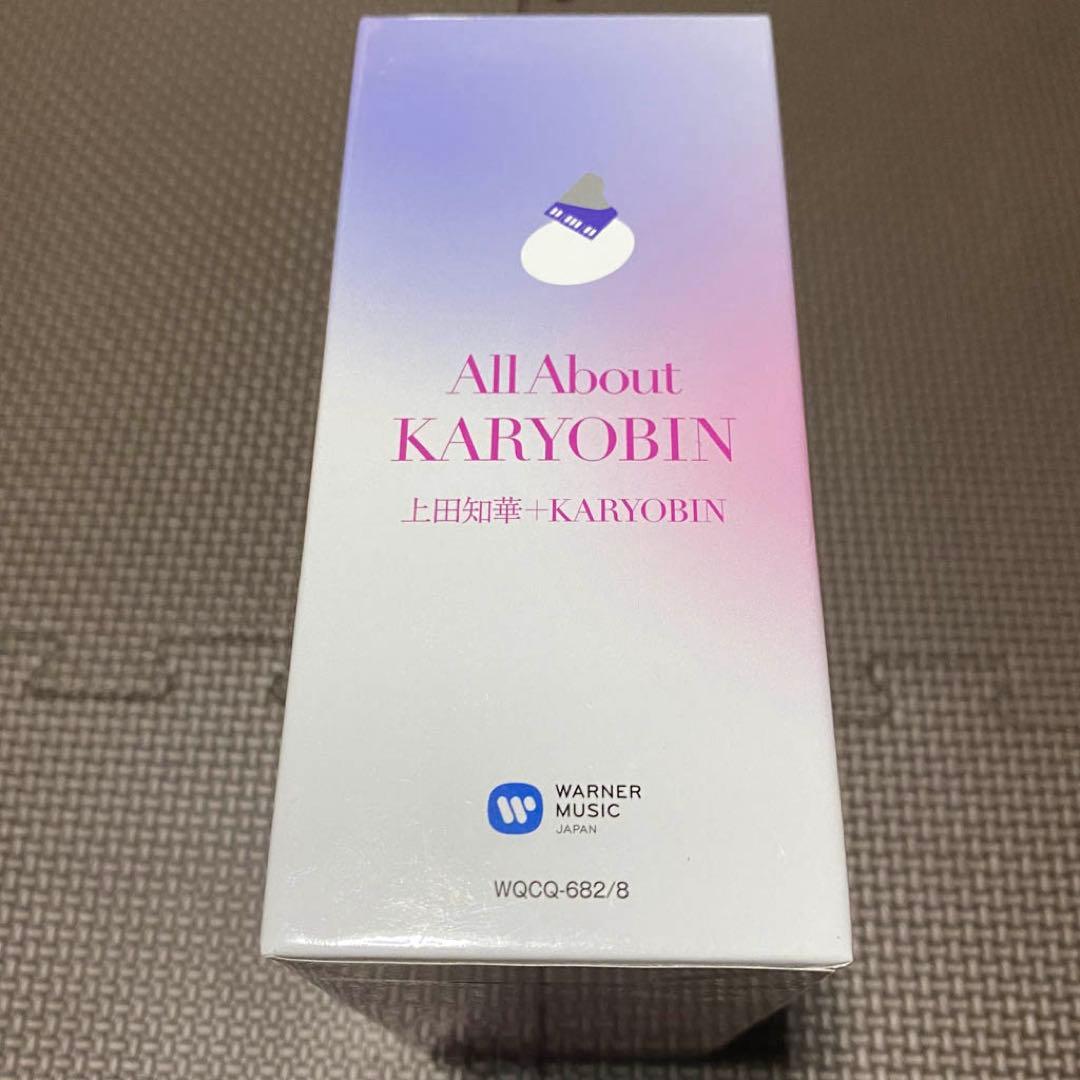 All About
KARYOBIN
上田知華+KARYOBIN
WARNER
MUSIC
JAPAN
WQCQ-682/8